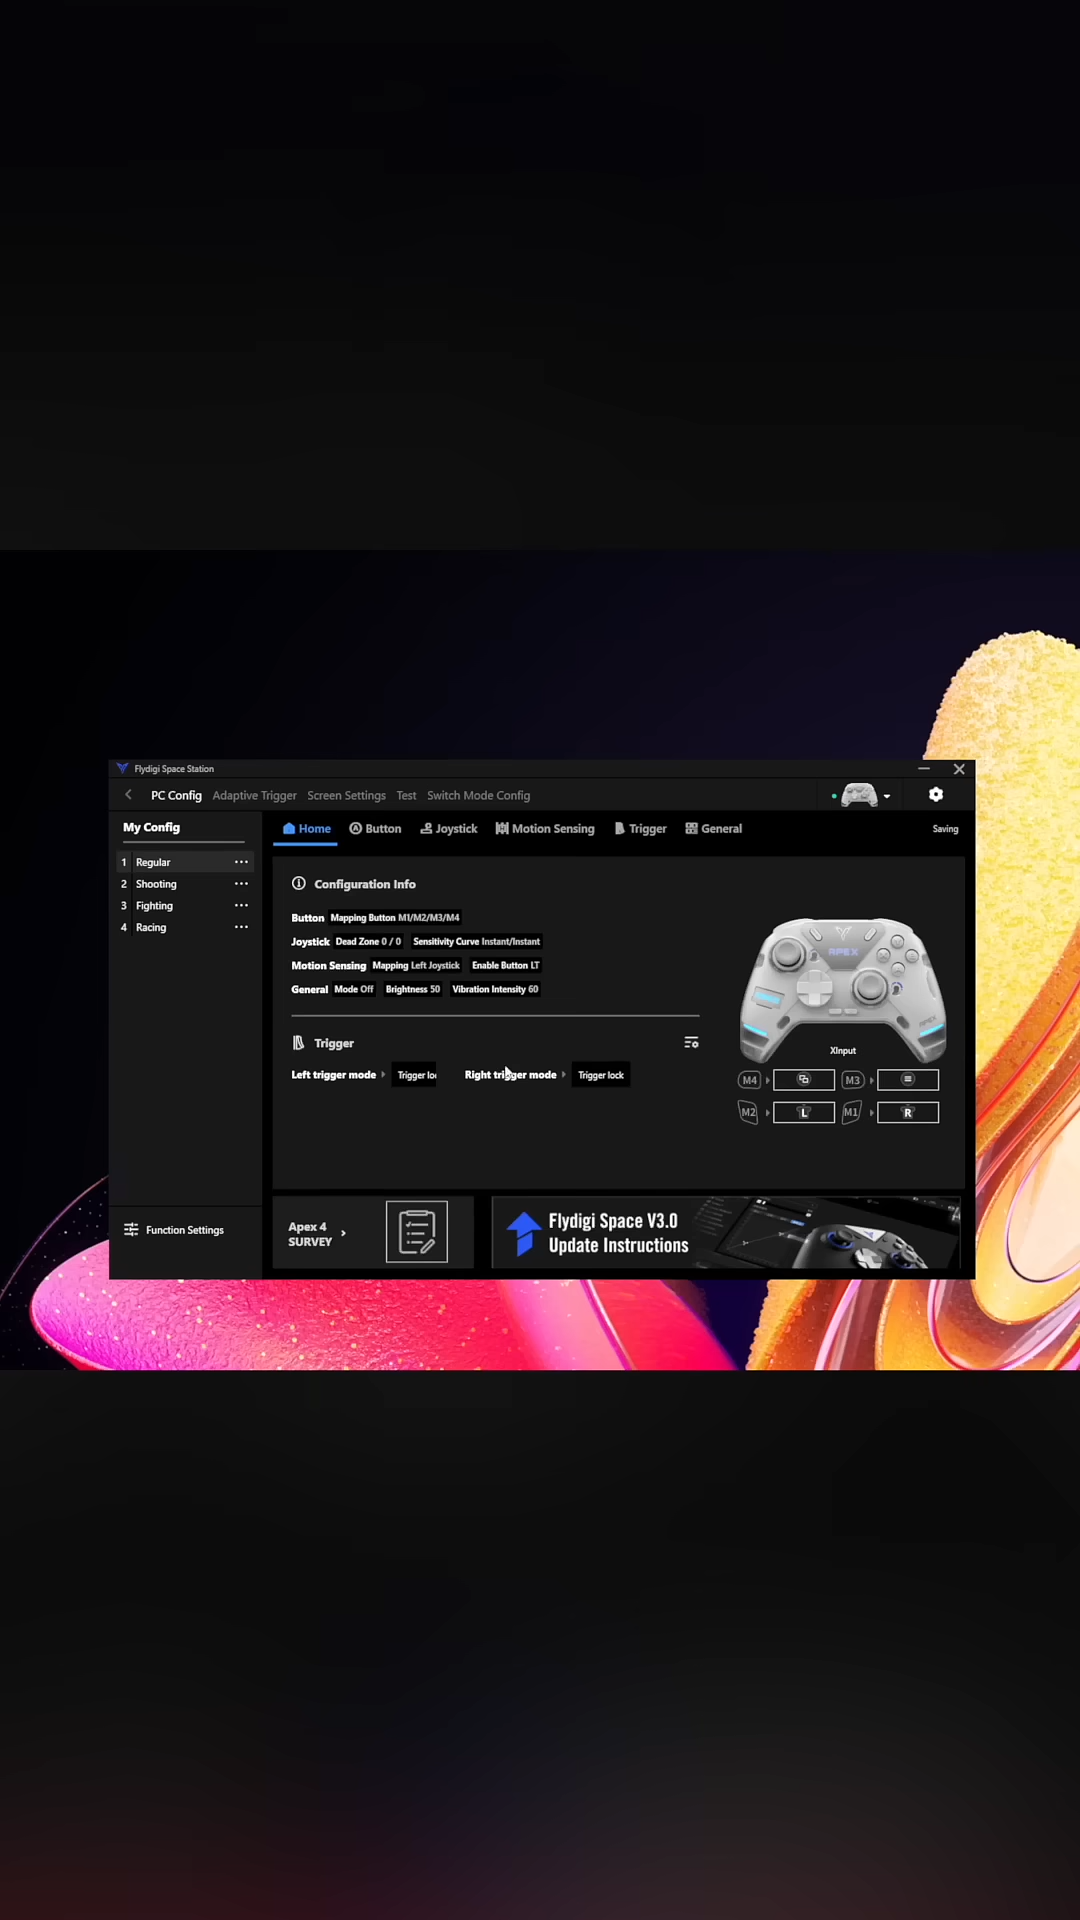 Flydigi Space Station
PC Config Adaptive Trigger Screen Settings Test Switch Mode Config
My Config
Home Button Joystick Motion Sensing Trigger General Saving
1 Regular
2 Shooting
3 Fighting
4 Racing
Configuration Info
Button Mapping Button M1/M2/M3/M4
Joystick Dead Zone 0 / 0 Sensitivity Curve Instant/Instant
Motion Sensing Mapping Left Joystick Enable Button LT
General Mode Off Brightness 50 Vibration Intensity 60
Trigger
Left trigger mode Trigger lo
Right trigger mode Trigger lock
APEX
APEX
XInput
M4 M3
M2 L M1 R
Function Settings
Apex 4
SURVEY
Flydigi Space V3.0
Update Instructions